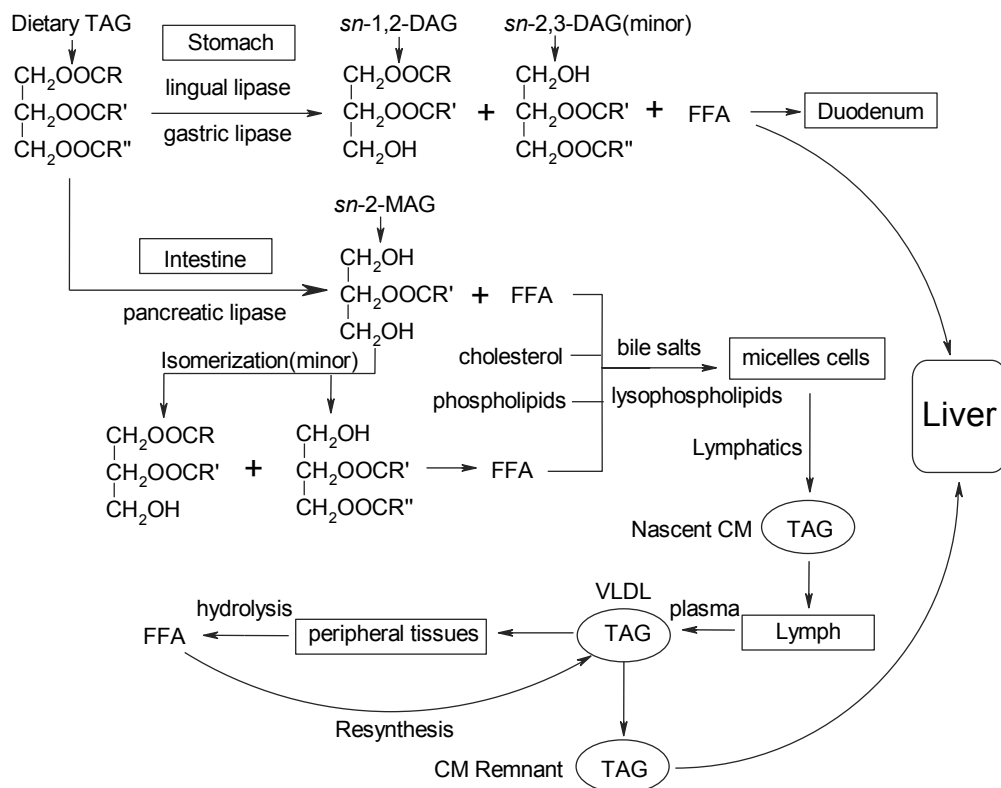 Dietary TAG
Stomach
sn-1,2-DAG
sn-2,3-DAG(minor)
CH₂OOCR
CHOOCR'
CH₂OOCR"
lingual lipase
gastric lipase
CH₂OOCR
CH₂OOCR'
CH₂OH
+
CH₂OH
CH₂OOCR'
CH₂OOCR"
+
FFA
Duodenum
Intestine
pancreatic lipase
sn-2-MAG
CH₂OH
CH₂OOCR'
CH₂OH
+
FFA
cholesterol
phospholipids
bile salts
lysophospholipids
micelles cells
Liver
Isomerization(minor)
CH₂OOCR
CH₂OOCR'
CH₂OH
+
CH₂OH
CH₂OOCR'
CH₂OOCR"
FFA
Lymphatics
Nascent CM
TAG
Lymph
plasma
VLDL
TAG
peripheral tissues
hydrolysis
FFA
Resynthesis
CM Remnant
TAG